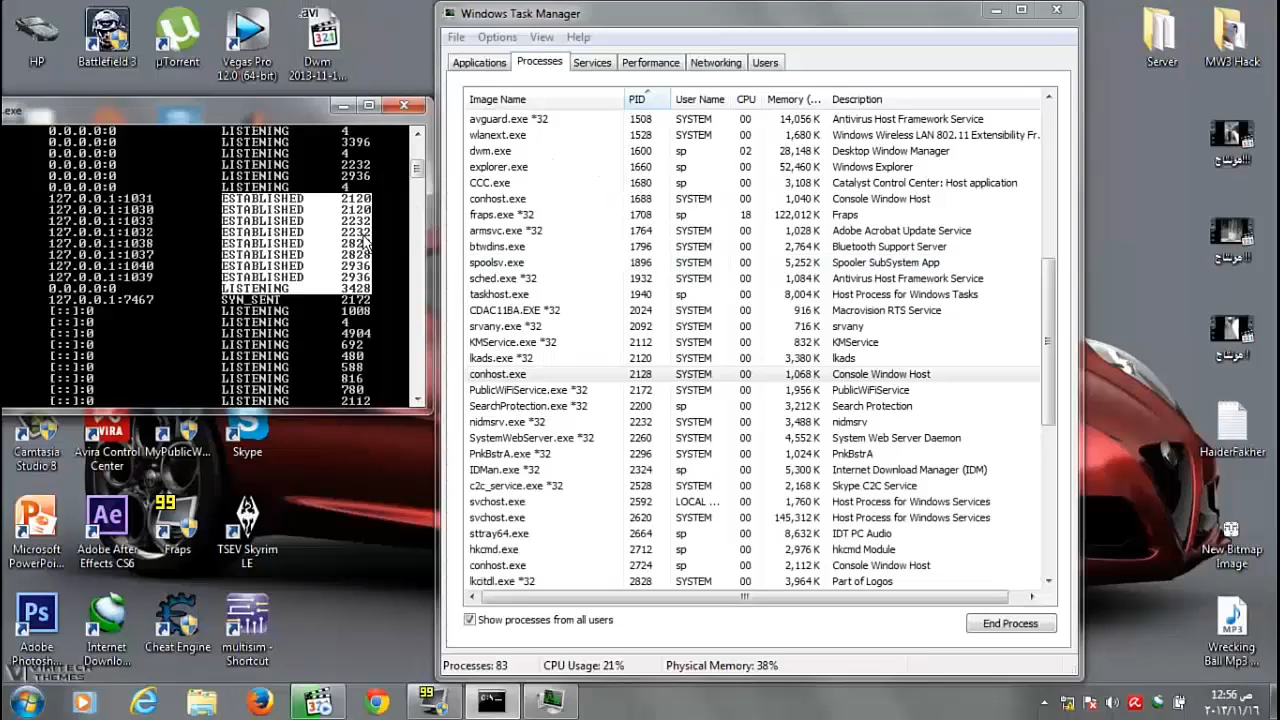 HP
Battlefield 3
µTorrent
Vegas Pro
12.0 (64-bit)
.avi
321
Dwm
2013-11-1...
.exe
0.0.0.0:0 LISTENING 4
0.0.0.0:0 LISTENING 3396
0.0.0.0:0 LISTENING 4
0.0.0.0:0 LISTENING 2232
0.0.0.0:0 LISTENING 2936
0.0.0.0:0 LISTENING 4
127.0.0.1:1031 ESTABLISHED 2120
127.0.0.1:1030 ESTABLISHED 2120
127.0.0.1:1033 ESTABLISHED 2232
127.0.0.1:1032 ESTABLISHED 2232
127.0.0.1:1038 ESTABLISHED 2828
127.0.0.1:1037 ESTABLISHED 2828
127.0.0.1:1040 ESTABLISHED 2936
127.0.0.1:1039 ESTABLISHED 2936
0.0.0.0:0 LISTENING 3428
127.0.0.1:7467 SYN_SENT 2172
[::]:0 LISTENING 1008
[::]:0 LISTENING 4
[::]:0 LISTENING 4904
[::]:0 LISTENING 692
[::]:0 LISTENING 480
[::]:0 LISTENING 588
[::]:0 LISTENING 816
[::]:0 LISTENING 780
[::]:0 LISTENING 2112
Camtasia
Studio 8
VIRA
Avira Control
Center
MyPublicW...
Skype
Microsoft
PowerPoi...
Ae
Adobe After
Effects CS6
99
Fraps
TSEV Skyrim
LE
Ps
Adobe
Photosh...
Internet
Downlo...
Cheat Engine
multisim -
Shortcut
VIRITECH
THEMES
Windows Task Manager
File Options View Help
Applications Processes Services Performance Networking Users
Image Name PID User Name CPU Memory (... Description
avguard.exe *32 1508 SYSTEM 00 14,056 K Antivirus Host Framework Service
wlanext.exe 1528 SYSTEM 00 1,680 K Windows Wireless LAN 802.11 Extensibility Fr...
dwm.exe 1600 sp 02 28,148 K Desktop Window Manager
explorer.exe 1660 sp 00 52,460 K Windows Explorer
CCC.exe 1680 sp 00 3,108 K Catalyst Control Center: Host application
conhost.exe 1688 SYSTEM 00 1,040 K Console Window Host
fraps.exe *32 1708 sp 18 122,012 K Fraps
armsvc.exe *32 1764 SYSTEM 00 1,028 K Adobe Acrobat Update Service
btwdins.exe 1796 SYSTEM 00 2,764 K Bluetooth Support Server
spoolsv.exe 1896 SYSTEM 00 5,252 K Spooler SubSystem App
sched.exe *32 1932 SYSTEM 00 1,084 K Antivirus Host Framework Service
taskhost.exe 1940 sp 00 8,004 K Host Process for Windows Tasks
CDAC11BA.EXE *32 2024 SYSTEM 00 916 K Macrovision RTS Service
srvany.exe *32 2092 SYSTEM 00 716 K srvany
KMService.exe *32 2112 SYSTEM 00 832 K KMService
lkads.exe *32 2120 SYSTEM 00 3,380 K lkads
conhost.exe 2128 SYSTEM 00 1,068 K Console Window Host
PublicWiFiService.exe *32 2172 SYSTEM 00 1,956 K PublicWiFiService
SearchProtection.exe *32 2200 sp 00 3,212 K Search Protection
nidmsrv.exe *32 2232 SYSTEM 00 3,488 K nidmsrv
SystemWebServer.exe *32 2260 SYSTEM 00 4,552 K System Web Server Daemon
PnkBstrA.exe *32 2296 SYSTEM 00 1,024 K PnkBstrA
IDMan.exe *32 2324 sp 00 5,300 K Internet Download Manager (IDM)
c2c_service.exe *32 2528 SYSTEM 00 2,168 K Skype C2C Service
svchost.exe 2592 LOCAL ... 00 1,760 K Host Process for Windows Services
svchost.exe 2620 SYSTEM 00 145,312 K Host Process for Windows Services
sttray64.exe 2664 sp 00 8,632 K IDT PC Audio
hkcmd.exe 2712 sp 00 2,976 K hkcmd Module
conhost.exe 2724 sp 00 2,112 K Console Window Host
lkcitdl.exe *32 2828 SYSTEM 00 3,964 K Part of Logos
Show processes from all users
End Process
Processes: 83 CPU Usage: 21% Physical Memory: 38%
Server
MW3 Hack
HaiderFakher
New Bitmap
Image
MP3
Wrecking
Ball Mp3 ...
99
12:56 ص
٢٠١٣/١١/١٦